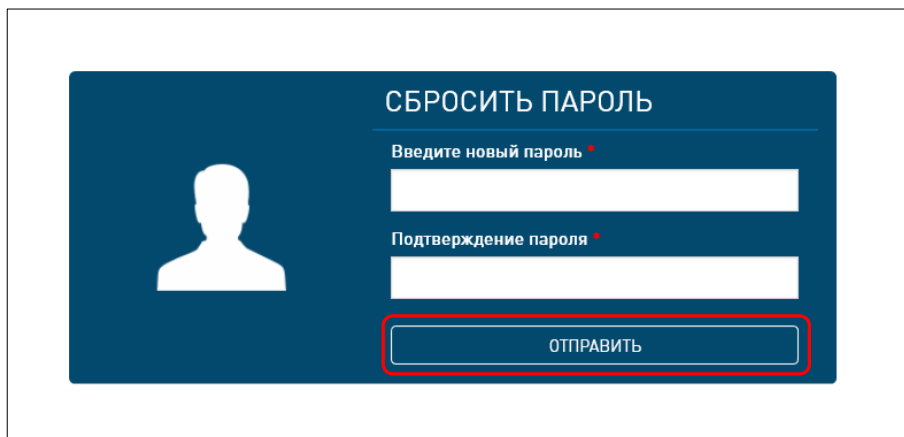 СБРОСИТЬ ПАРОЛЬ
Введите новый пароль *
Подтверждение пароля *
ОТПРАВИТЬ